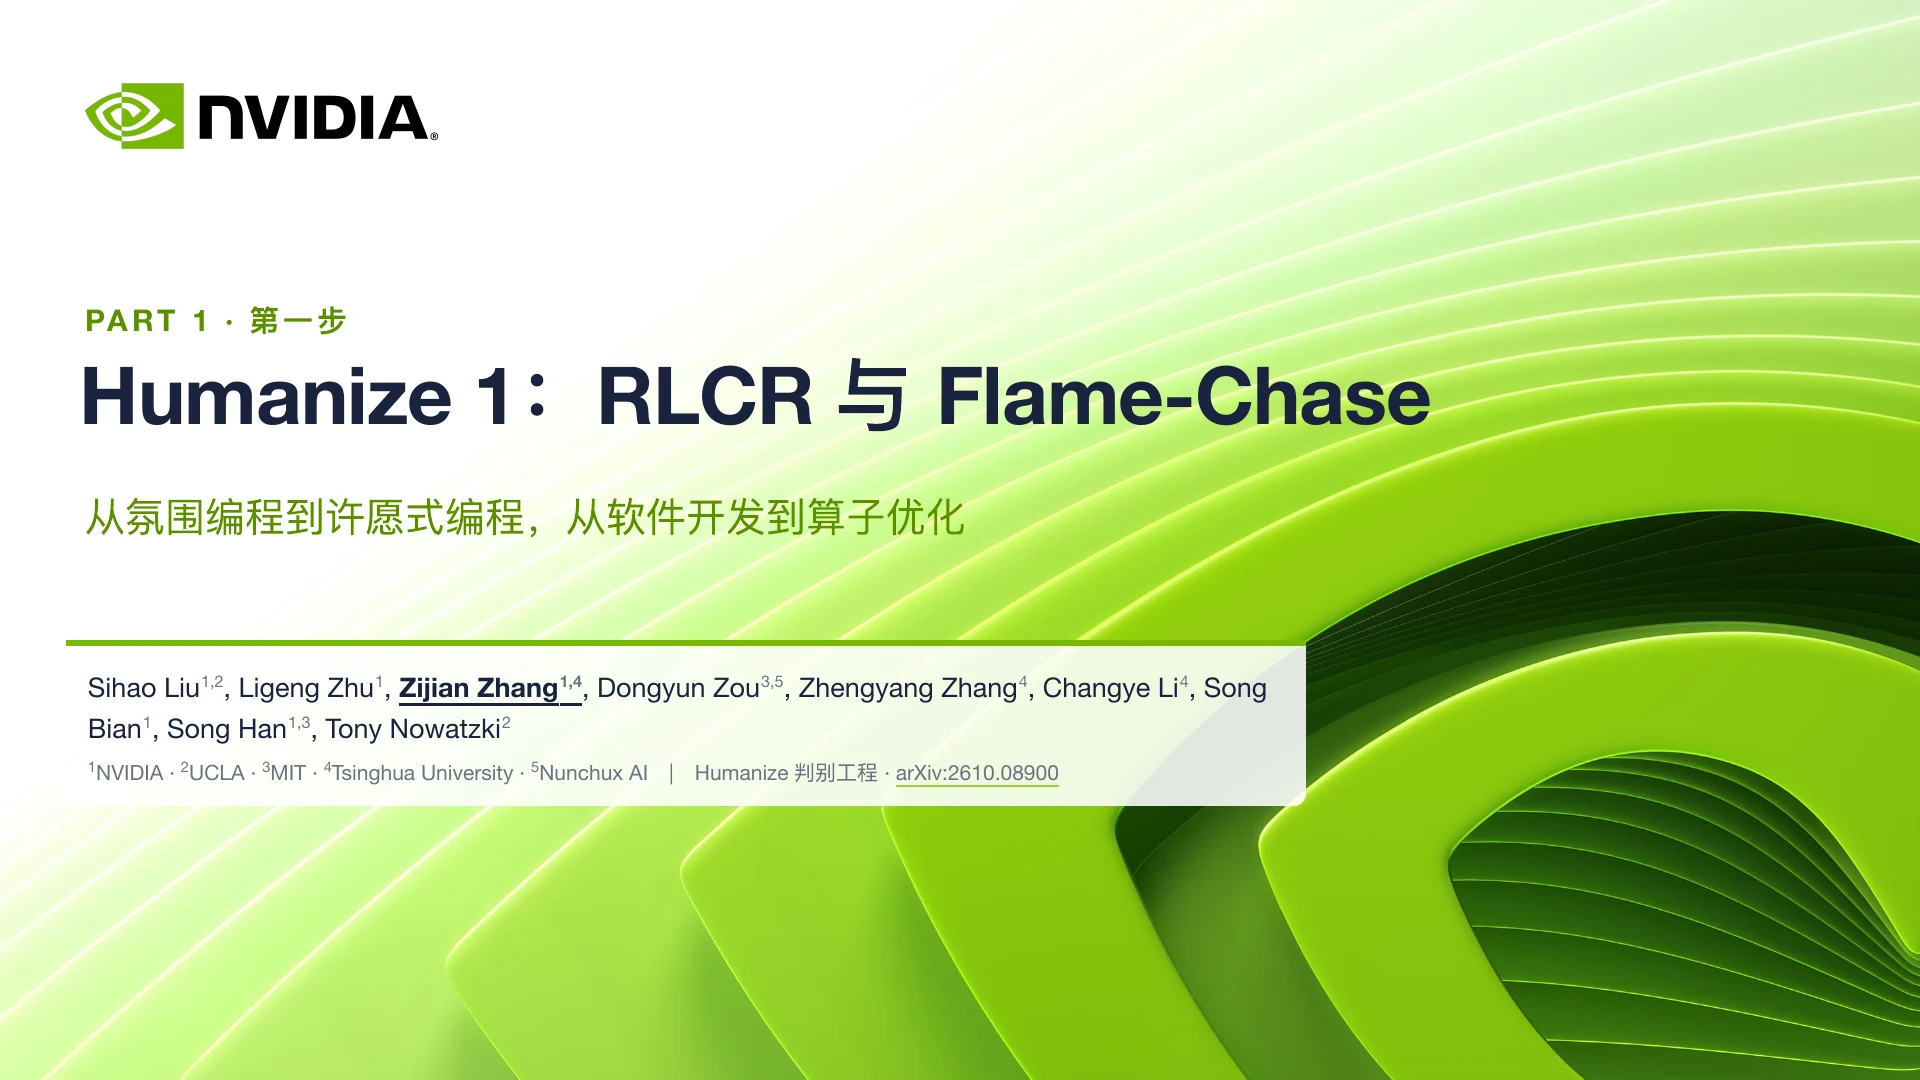 NVIDIA®
PART 1 · 第一步
Humanize 1：RLCR 与 Flame-Chase
从氛围编程到许愿式编程，从软件开发到算子优化
Sihao Liu1,2, Ligeng Zhu1, Zijian Zhang1,4, Dongyun Zou3,5, Zhengyang Zhang4, Changye Li4, Song
Bian1, Song Han1,3, Tony Nowatzki2
1NVIDIA · 2UCLA · 3MIT · 4Tsinghua University · 5Nunchux AI | Humanize 判别工程 · arXiv:2610.08900